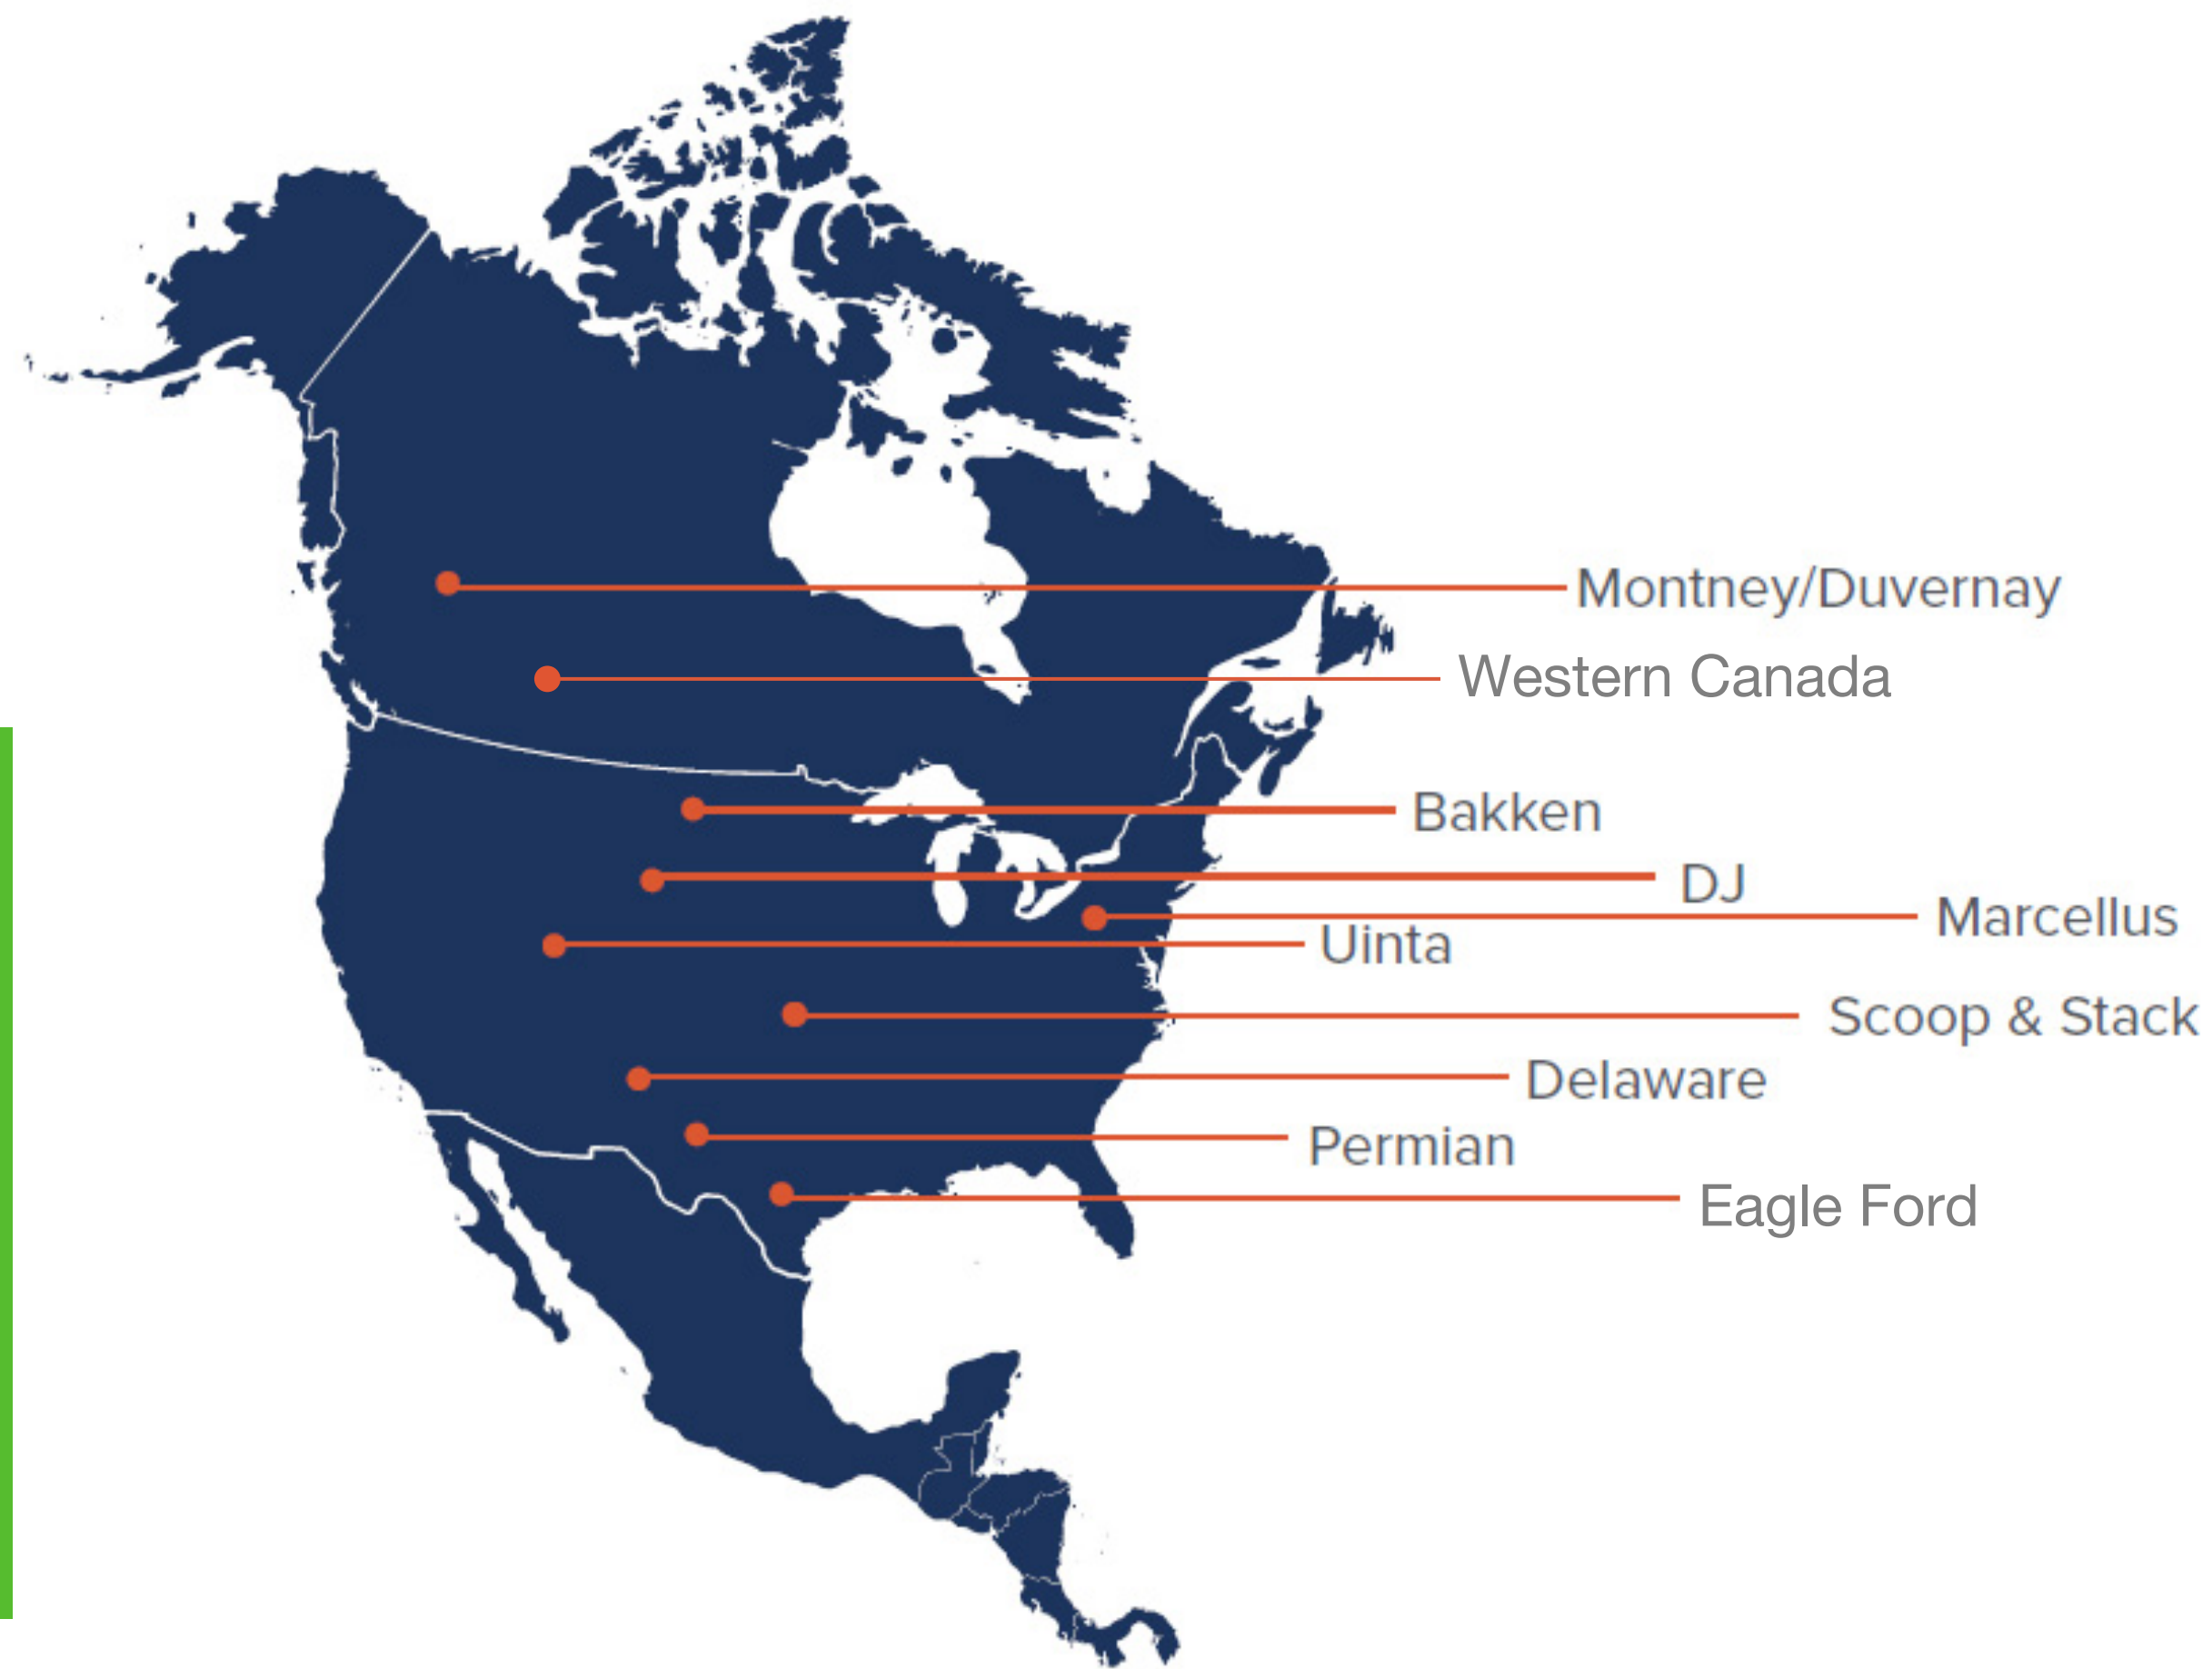 Montney/Duvernay
Western Canada
Bakken
DJ
Marcellus
Uinta
Scoop & Stack
Delaware
Permian
Eagle Ford